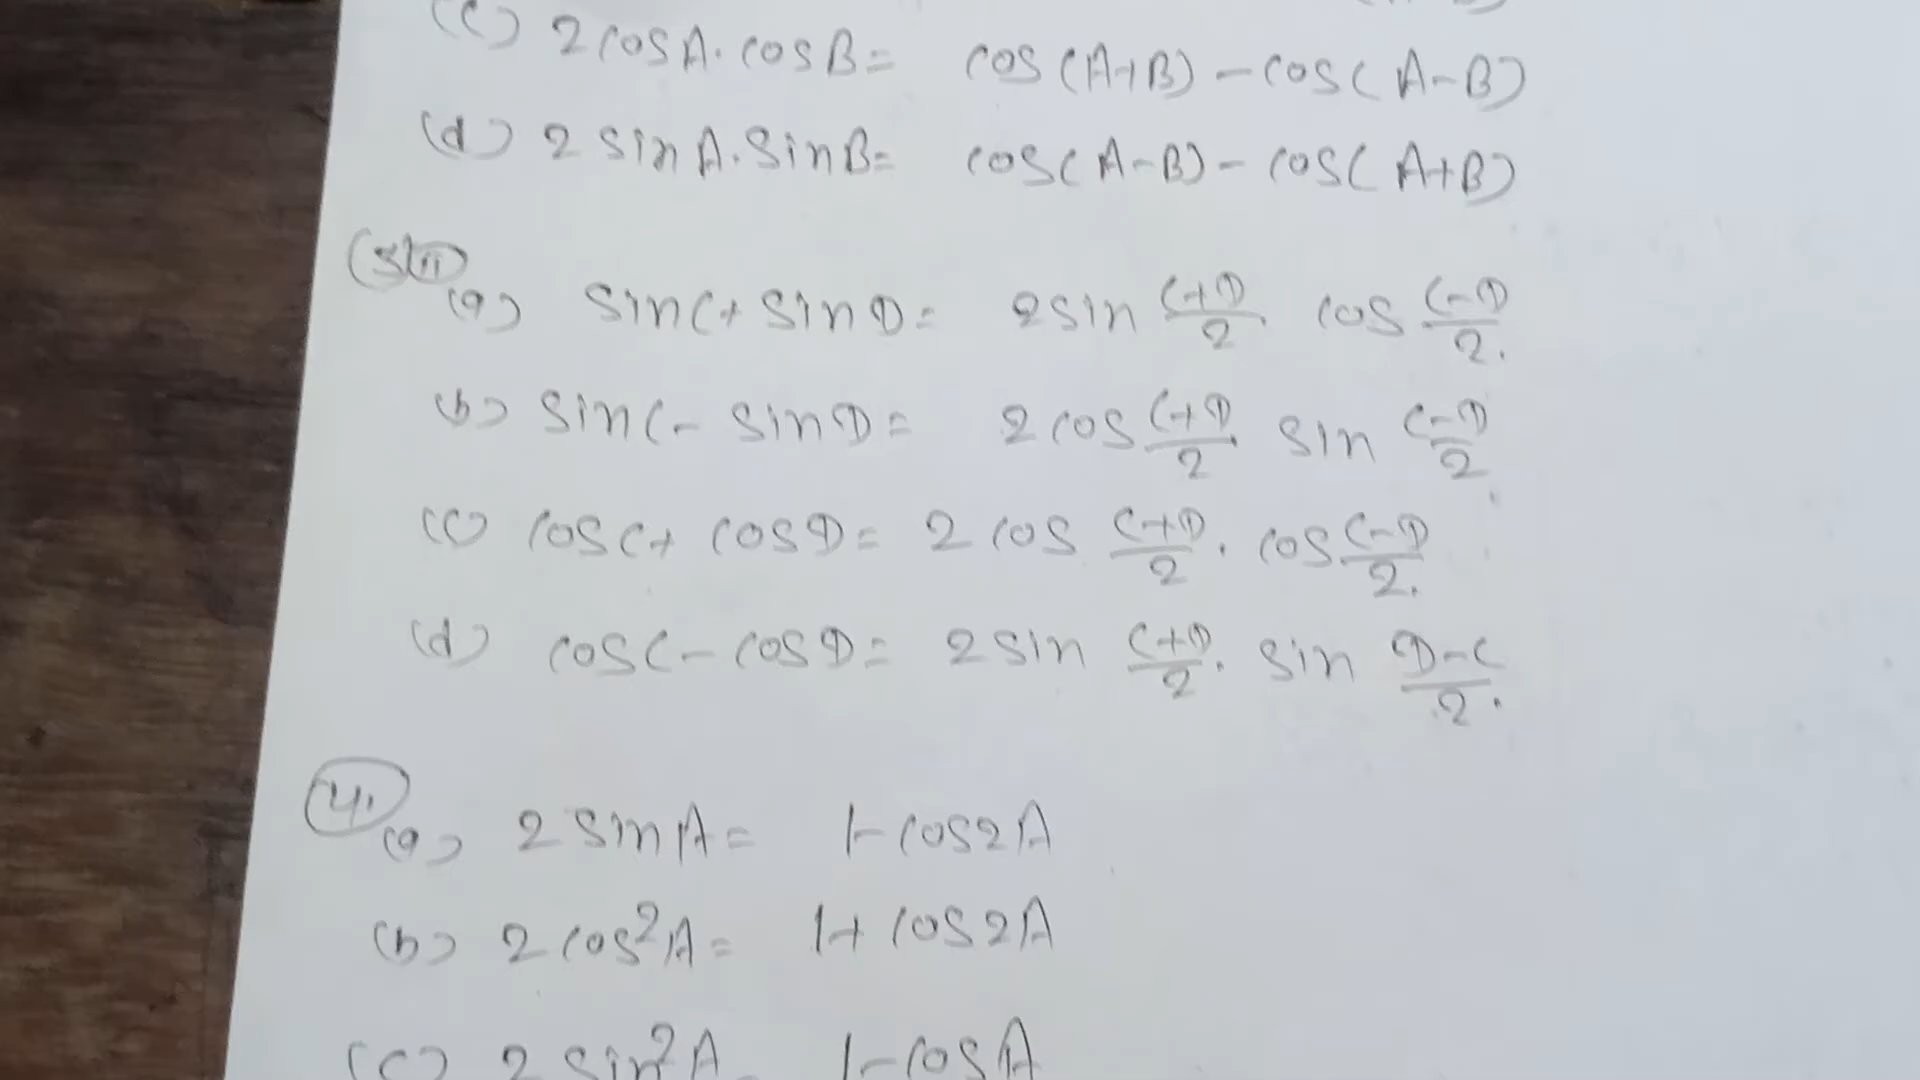 (c) 2cosA.cosB= cos(A+B)-cos(A-B)
(d) 2sinA.sinB= cos(A-B)-cos(A+B)
(a) sinC+sinD= 2sin (C+D)/2. cos (C-D)/2.
(b) sinC-sinD= 2cos (C+D)/2 sin (C-D)/2
(c) cosC+cosD= 2cos (C+D)/2. cos (C-D)/2.
(d) cosC-cosD= 2sin (C+D)/2. sin (D-C)/2.
4.
(a) 2sinA= 1-cos2A
(b) 2cos²A= 1+cos2A
(c) 2sin²A 1-cosA